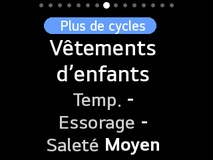 Plus de cycles
Vêtements
d’enfants
Temp. -
Essorage -
Saleté Moyen